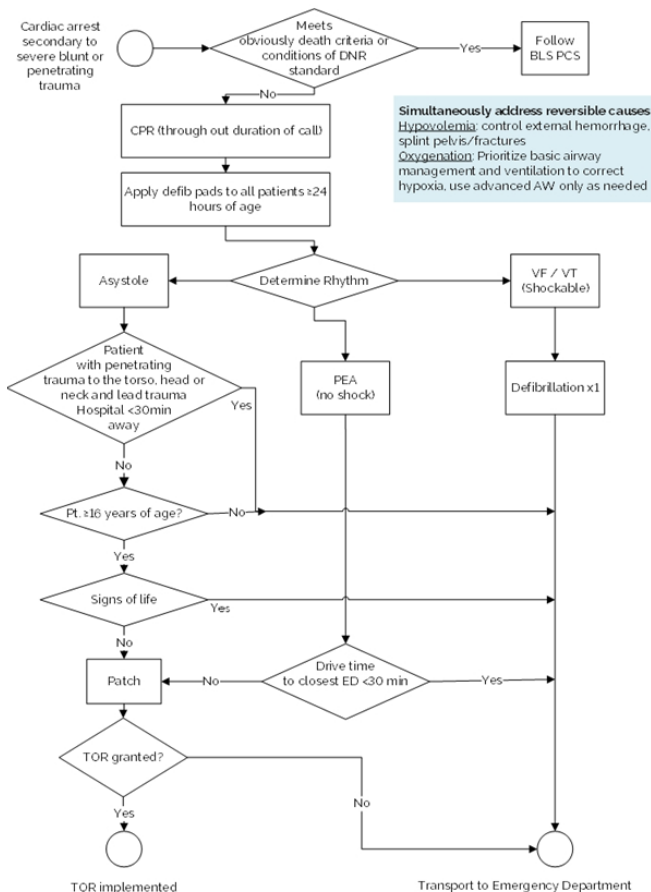 Cardiac arrest
secondary to
severe blunt or
penetrating
trauma
Meets
obviously death criteria or
conditions of DNR
standard
Yes
Follow
BLS PCS
No
CPR (through out duration of call)
Simultaneously address reversible causes
Hypovolemia: control external hemorrhage,
splint pelvis/fractures
Oxygenation: Prioritize basic airway
management and ventilation to correct
hypoxia, use advanced AW only as needed
Apply defib pads to all patients ≥24
hours of age
Asystole
Determine Rhythm
VF / VT
(Shockable)
Patient
with penetrating
trauma to the torso, head or
neck and lead trauma
Hospital <30min
away
Yes
PEA
(no shock)
Defibrillation x1
No
Pt. ≥16 years of age?
No
Yes
Signs of life
Yes
No
Patch
No
Drive time
to closest ED <30 min
Yes
TOR granted?
No
Yes
TOR implemented
Transport to Emergency Department